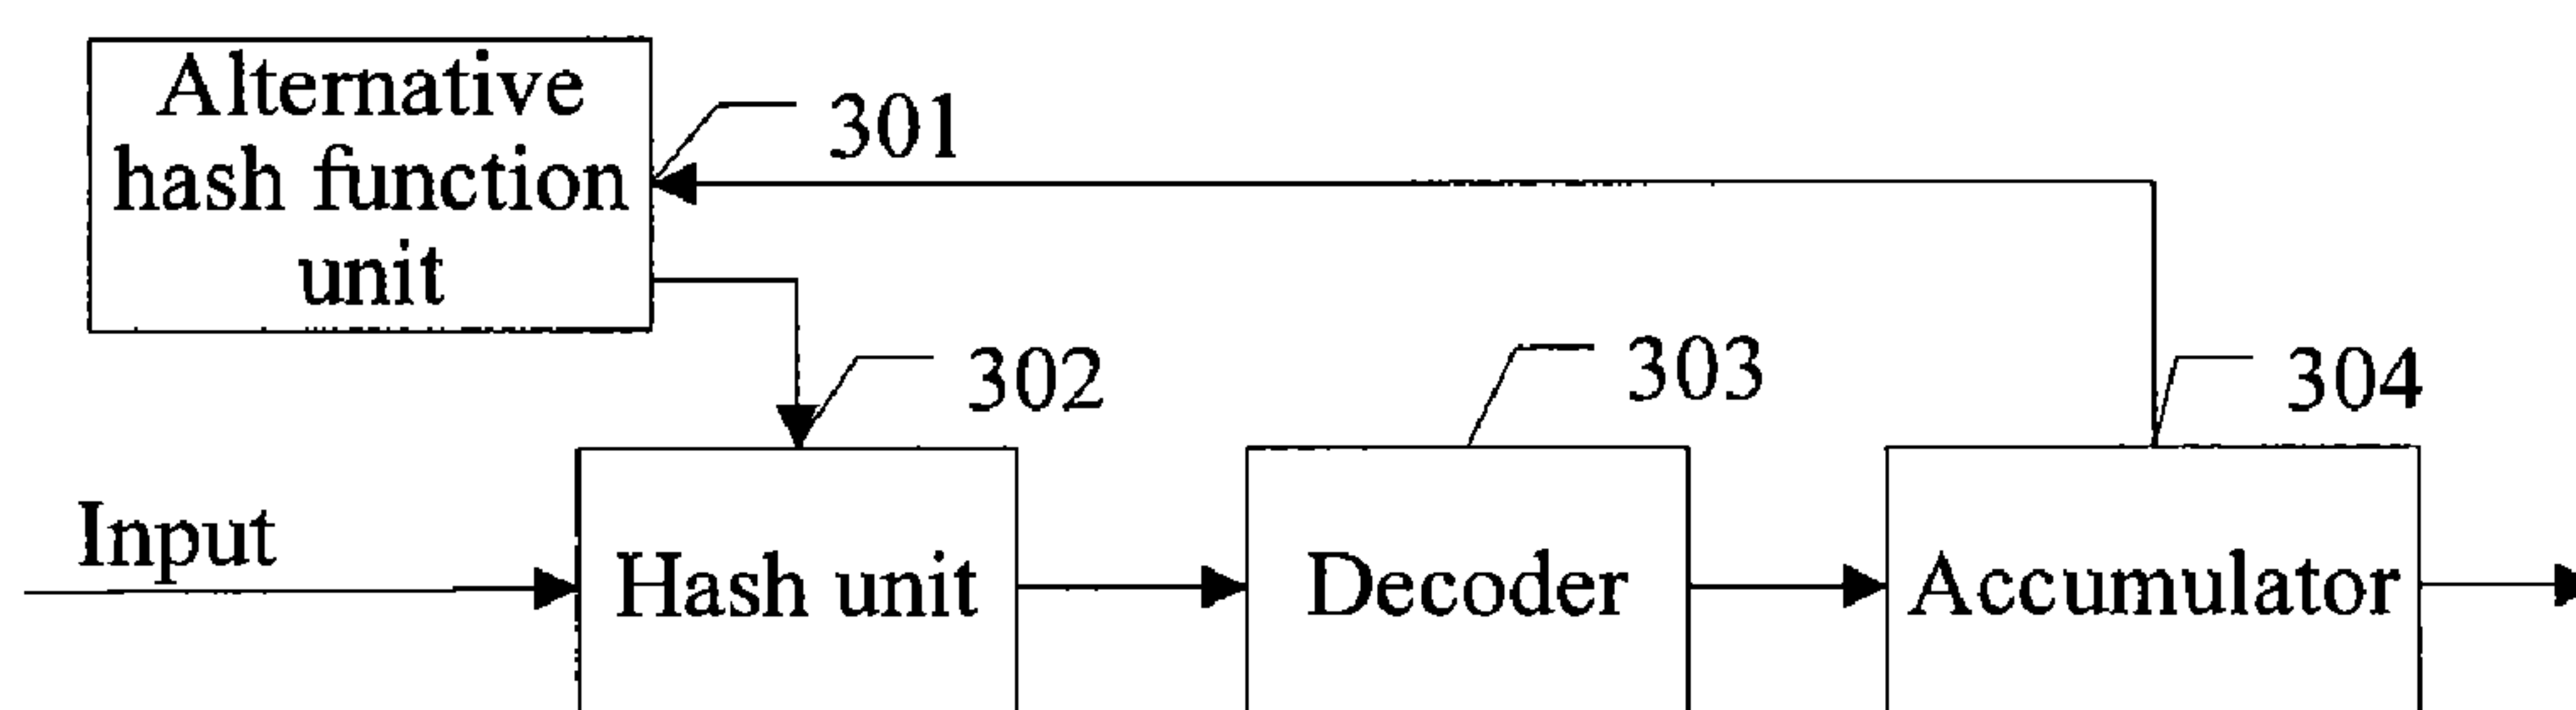 Alternative
hash function
unit
301
302
303
304
Input
Hash unit
Decoder
Accumulator